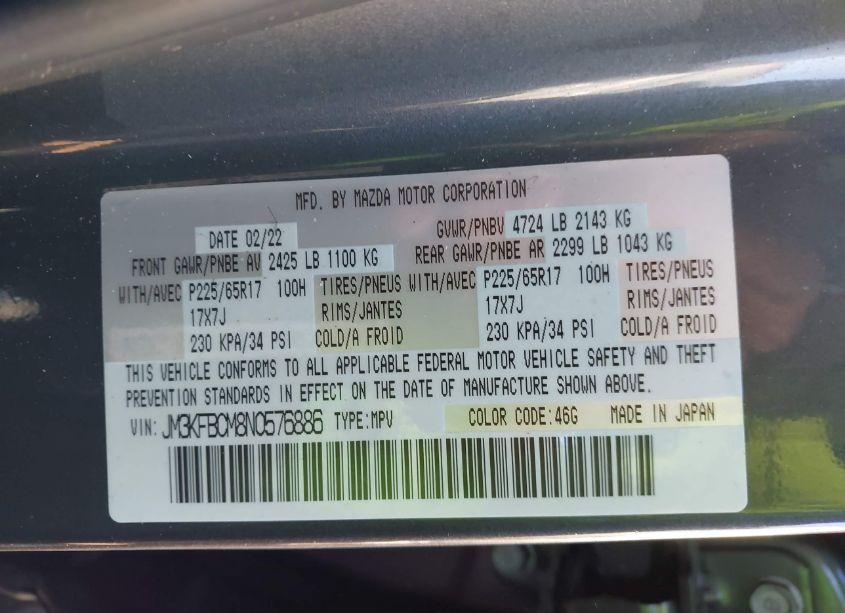 MFD. BY MAZDA MOTOR CORPORATION
DATE 02/22 GVWR/PNBV 4724 LB 2143 KG
FRONT GAWR/PNBE AV 2425 LB 1100 KG REAR GAWR/PNBE AR 2299 LB 1043 KG
WITH/AVEC P225/65R17 100H TIRES/PNEUS WITH/AVEC P225/65R17 100H TIRES/PNEUS
17X7J RIMS/JANTES 17X7J RIMS/JANTES
230 KPA/34 PSI COLD/A FROID 230 KPA/34 PSI COLD/A FROID
THIS VEHICLE CONFORMS TO ALL APPLICABLE FEDERAL MOTOR VEHICLE SAFETY AND THEFT
PREVENTION STANDARDS IN EFFECT ON THE DATE OF MANUFACTURE SHOWN ABOVE.
VIN: JM3KFBCM8N0576886 TYPE:MPV COLOR CODE:46G MADE IN JAPAN